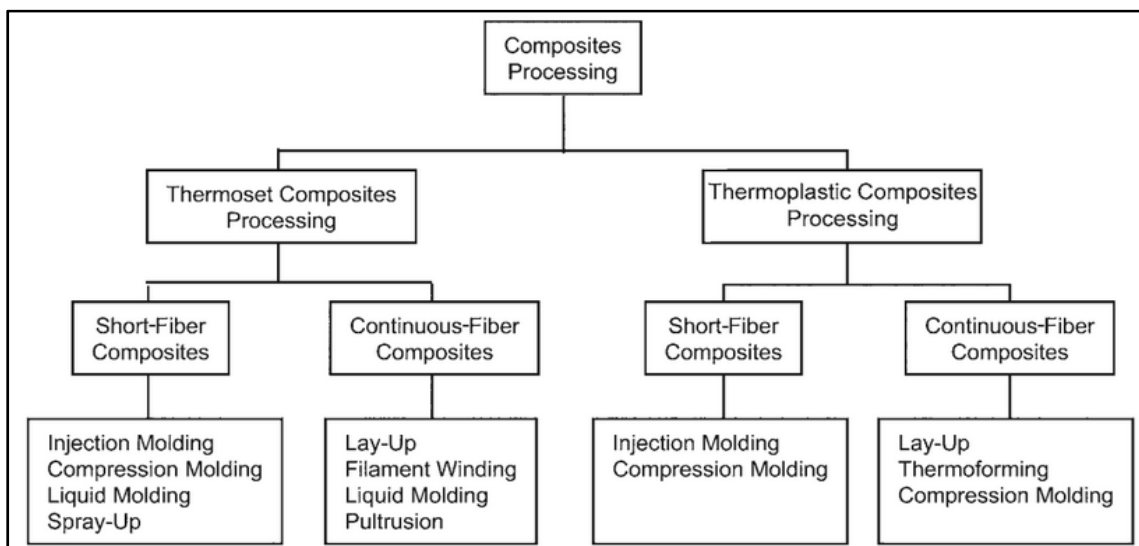 Composites
Processing
Thermoset Composites
Processing
Thermoplastic Composites
Processing
Short-Fiber
Composites
Continuous-Fiber
Composites
Short-Fiber
Composites
Continuous-Fiber
Composites
Injection Molding
Compression Molding
Liquid Molding
Spray-Up
Lay-Up
Filament Winding
Liquid Molding
Pultrusion
Injection Molding
Compression Molding
Lay-Up
Thermoforming
Compression Molding